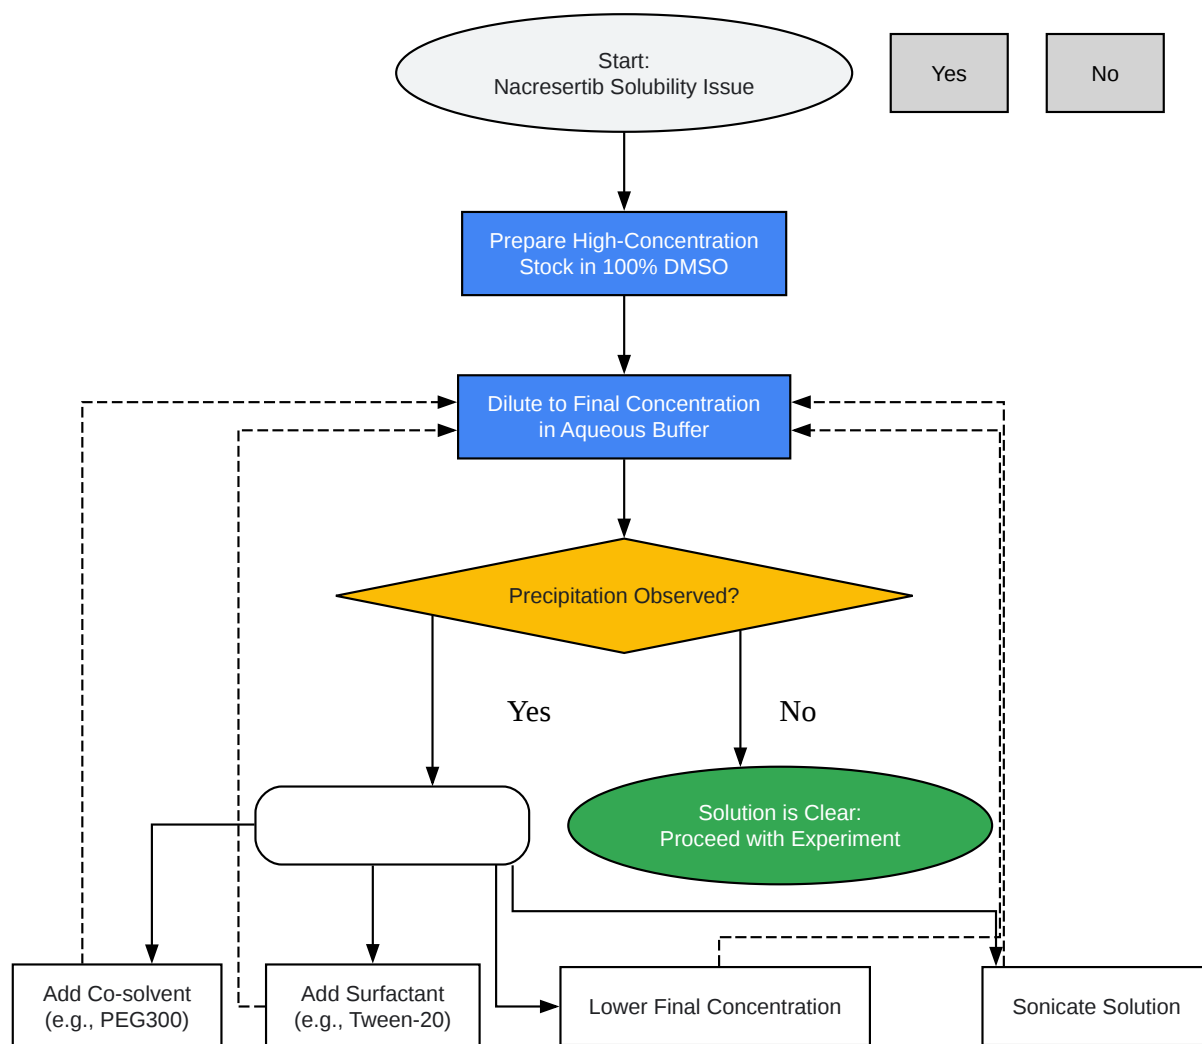 Start:
Nacresertib Solubility Issue
Yes
No
Prepare High-Concentration
Stock in 100% DMSO
Dilute to Final Concentration
in Aqueous Buffer
Precipitation Observed?
Yes
No
Solution is Clear:
Proceed with Experiment
Add Co-solvent
(e.g., PEG300)
Add Surfactant
(e.g., Tween-20)
Lower Final Concentration
Sonicate Solution